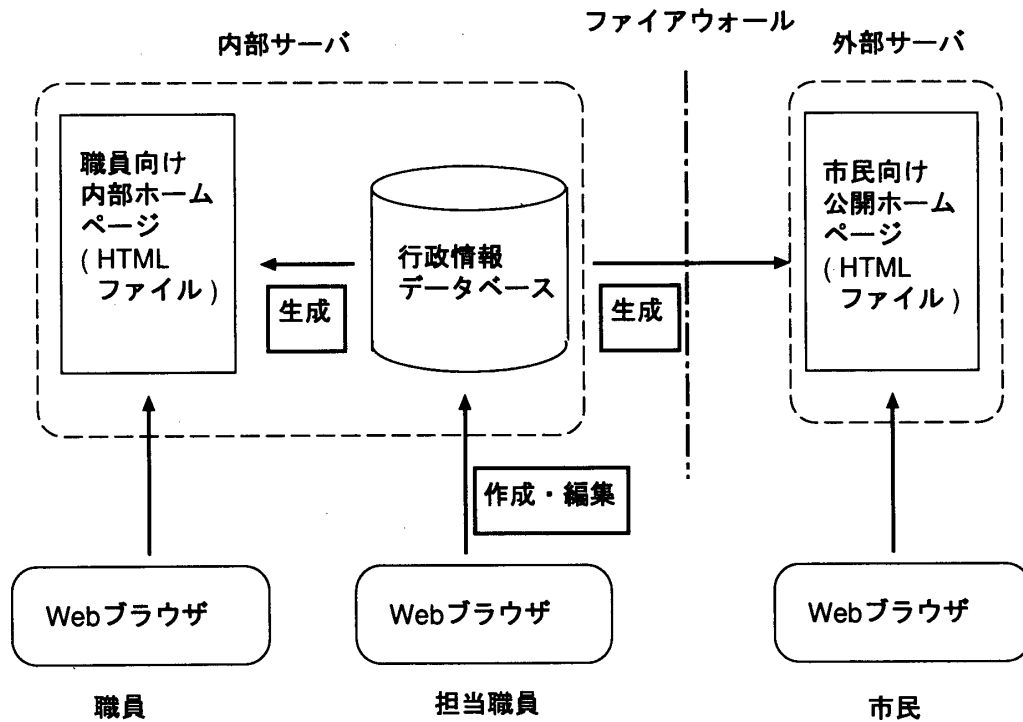 ファイアウォール
内部サーバ
外部サーバ
職員向け
内部ホーム
ページ
( HTML
ファイル )
行政情報
データベース
市民向け
公開ホーム
ページ
( HTML
ファイル )
生成
生成
作成・編集
Webブラウザ
Webブラウザ
Webブラウザ
職員
担当職員
市民